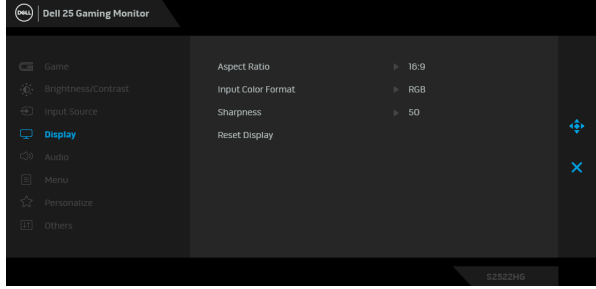 DELL Dell 25 Gaming Monitor
Game
Brightness/Contrast
Input Source
Display
Audio
Menu
Personalize
Others
Aspect Ratio 16:9
Input Color Format RGB
Sharpness 50
Reset Display
S2522HG